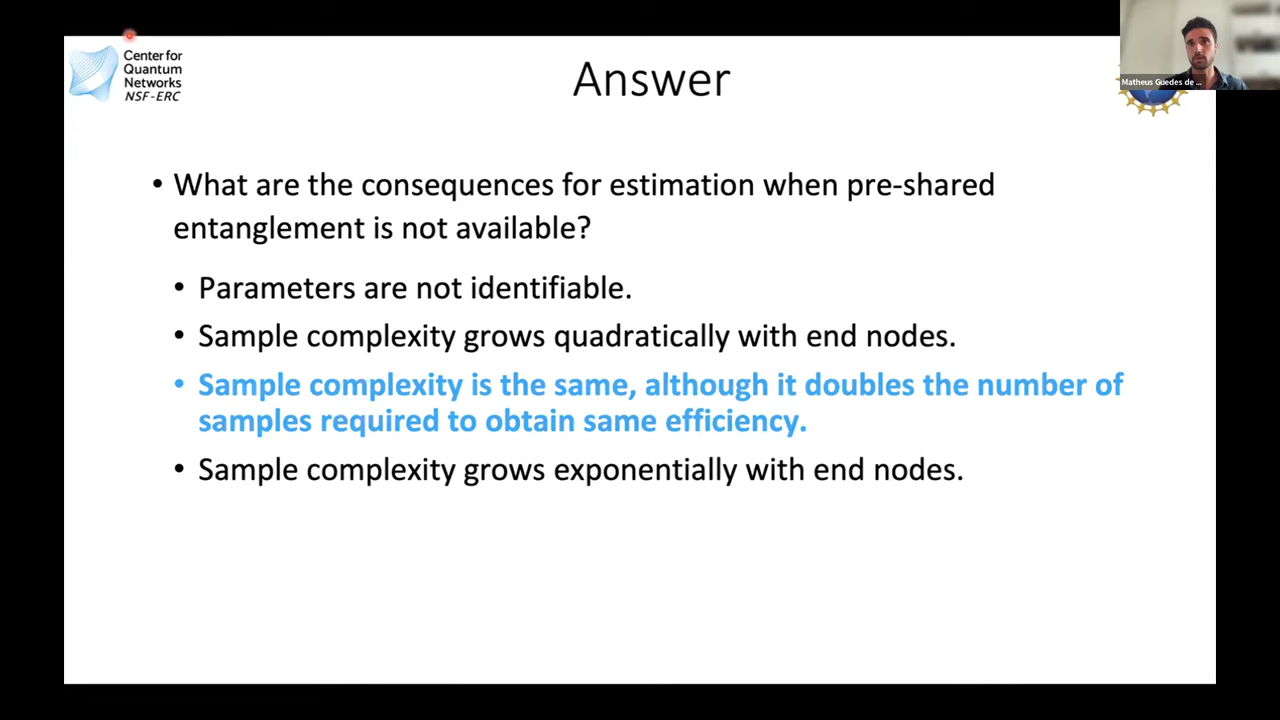 Center for
Quantum
Networks
NSF-ERC
Answer
Matheus Guedes de ...
• What are the consequences for estimation when pre-shared
entanglement is not available?
• Parameters are not identifiable.
• Sample complexity grows quadratically with end nodes.
• Sample complexity is the same, although it doubles the number of
samples required to obtain same efficiency.
• Sample complexity grows exponentially with end nodes.